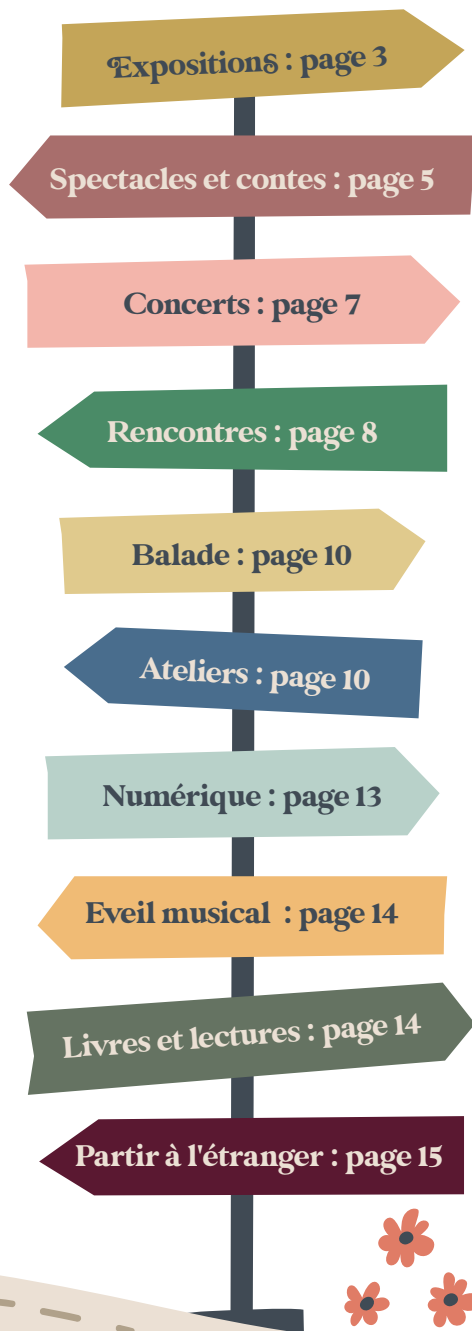 Expositions : page 3
Spectacles et contes : page 5
Concerts : page 7
Rencontres : page 8
Balade : page 10
Ateliers : page 10
Numérique : page 13
Eveil musical  : page 14
Livres et lectures : page 14
Partir à l'étranger : page 15